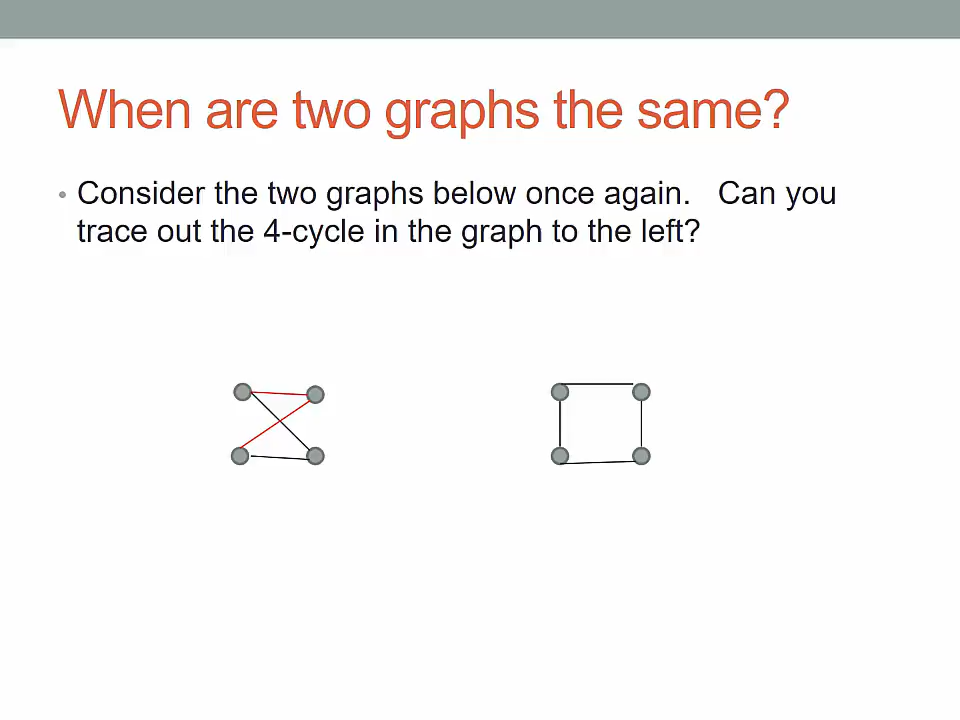 When are two graphs the same?
• Consider the two graphs below once again. Can you
trace out the 4-cycle in the graph to the left?